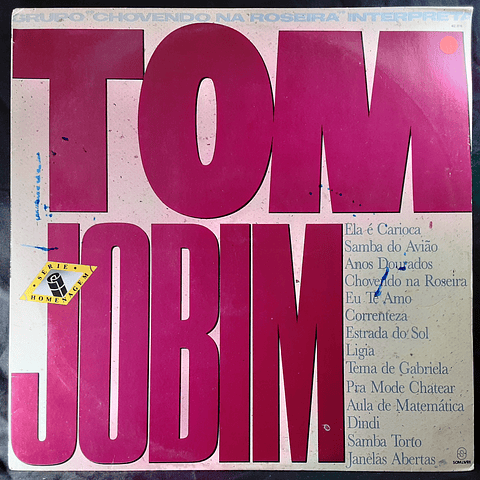 GRUPO "CHOVENDO NA ROSEIRA" INTERPRETA
TOM
JOBIM
SÉRIE
HOMENAGEM
Ela é Carioca
Samba do Avião
Anos Dourados
Chovendo na Roseira
Eu Te Amo
Correnteza
Estrada do Sol
Ligia
Tema de Gabriela
Pra Mode Chatear
Aula de Matemática
Dindi
Samba Torto
Janelas Abertas
SOM LIVRE